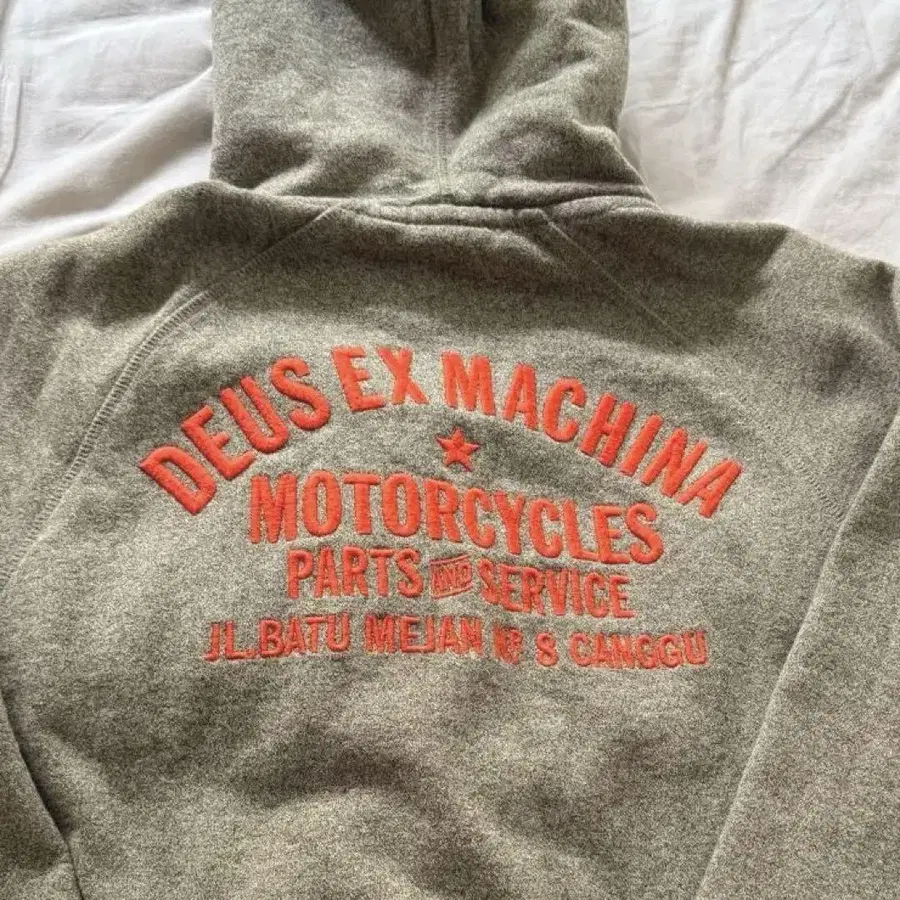 DEUS EX MACHINA
MOTORCYCLES
PARTS AND SERVICE
JL. BATU MEJAN Nº 8 CANGGU